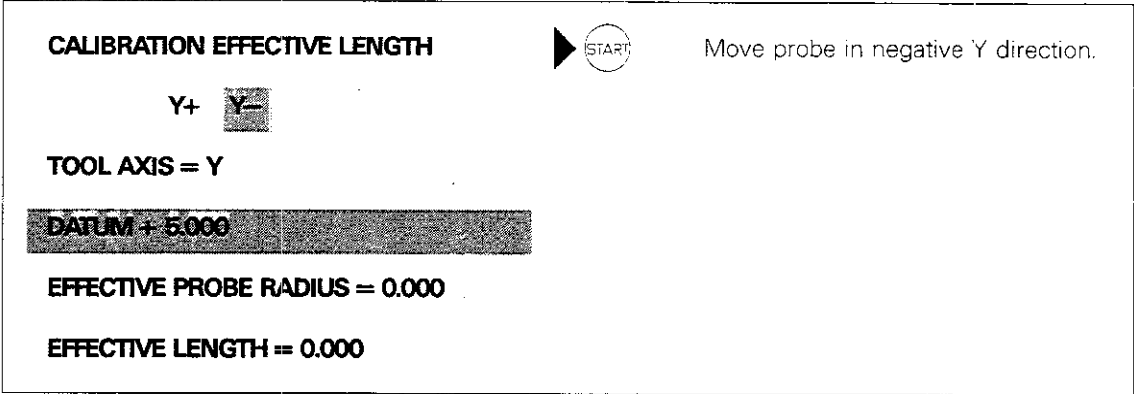 CALIBRATION EFFECTIVE LENGTH
START
Move probe in negative Y direction.
Y+ Y–
TOOL AXIS = Y
DATUM + 5.000
EFFECTIVE PROBE RADIUS = 0.000
EFFECTIVE LENGTH = 0.000